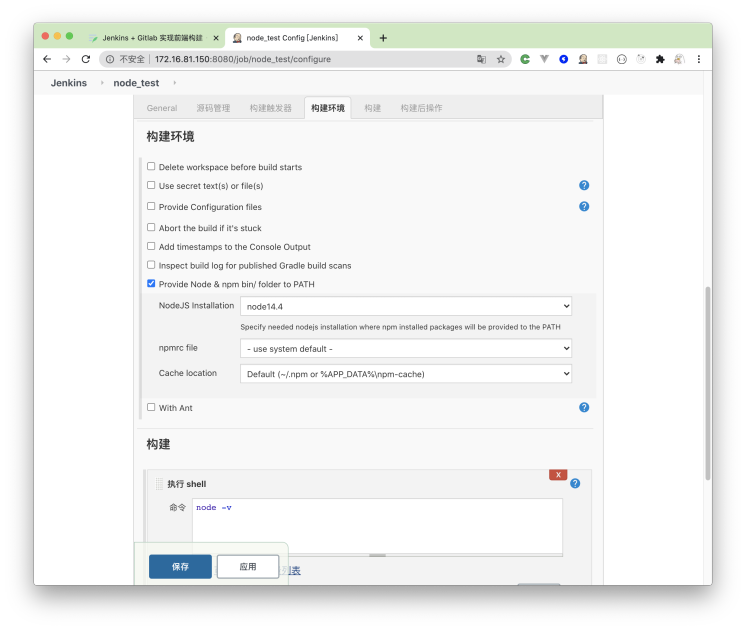 Jenkins + Gitlab 实现前端构建
node_test Config [Jenkins]
不安全 | 172.16.81.150:8080/job/node_test/configure
Jenkins
node_test
General
源码管理
构建触发器
构建环境
构建
构建后操作
构建环境
Delete workspace before build starts
Use secret text(s) or file(s)
Provide Configuration files
Abort the build if it's stuck
Add timestamps to the Console Output
Inspect build log for published Gradle build scans
Provide Node & npm bin/ folder to PATH
NodeJS Installation
node14.4
Specify needed nodejs installation where npm installed packages will be provided to the PATH
npmrc file
- use system default -
Cache location
Default (~/.npm or %APP_DATA%\npm-cache)
With Ant
构建
执行 shell
X
命令
node -v
保存
应用
列表